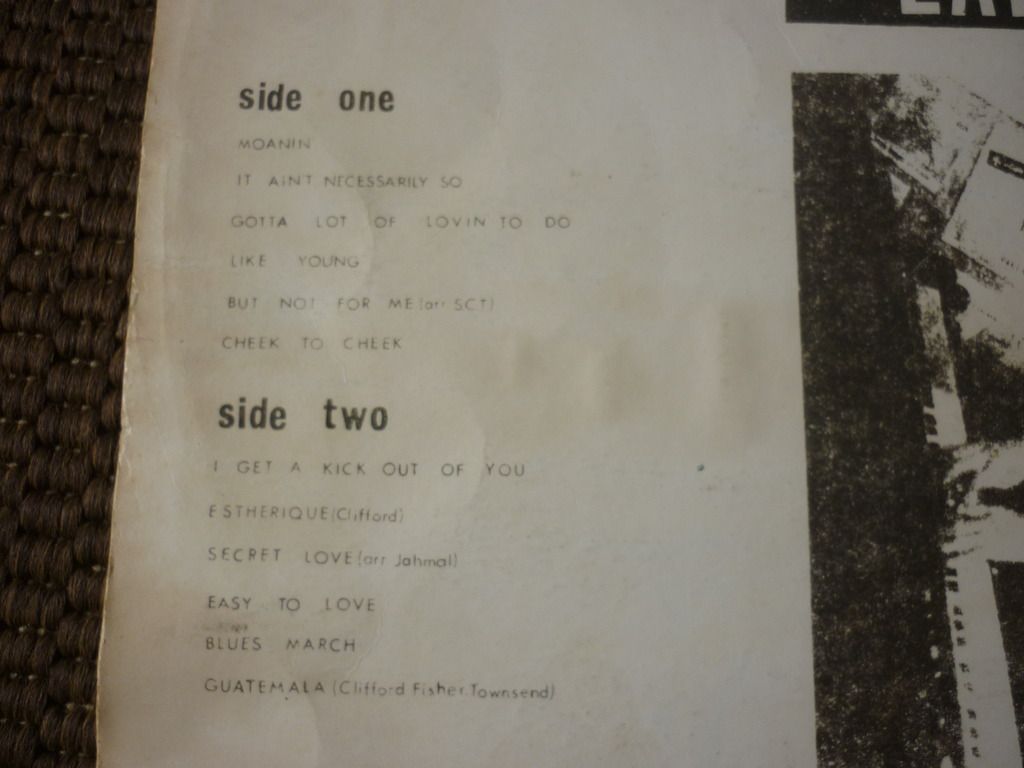 side one
MOANIN
IT AIN'T NECESSARILY SO
GOTTA LOT OF LOVIN TO DO
LIKE YOUNG
BUT NOT FOR ME (arr SCT)
CHEEK TO CHEEK
side two
I GET A KICK OUT OF YOU
ESTHERIQUE (Clifford)
SECRET LOVE (arr Jahmal)
EASY TO LOVE
BLUES MARCH
GUATEMALA (Clifford Fisher.Townsend)